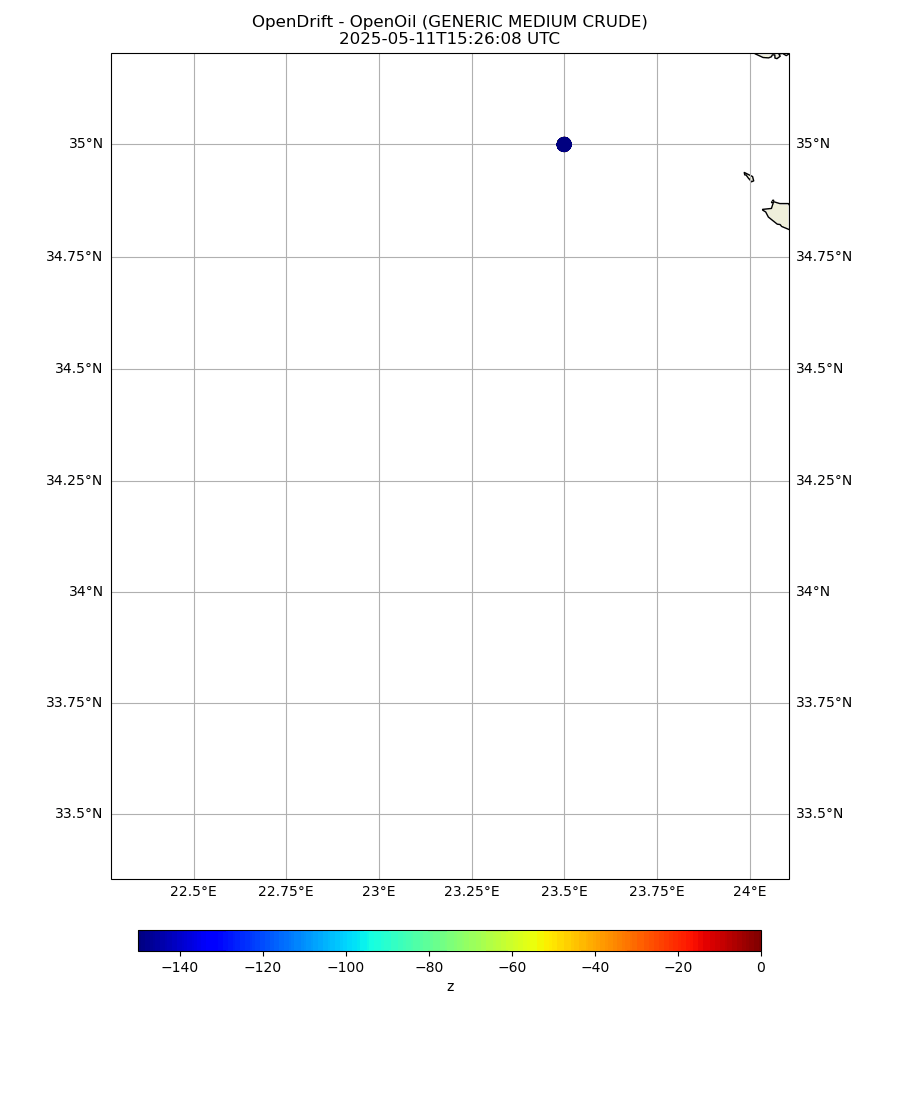 OpenDrift - OpenOil (GENERIC MEDIUM CRUDE)
2025-05-11T15:26:08 UTC
35°N 35°N
34.75°N 34.75°N
34.5°N 34.5°N
34.25°N 34.25°N
34°N 34°N
33.75°N 33.75°N
33.5°N 33.5°N
22.5°E 22.75°E 23°E 23.25°E 23.5°E 23.75°E 24°E
−140 −120 −100 −80 −60 −40 −20 0
z